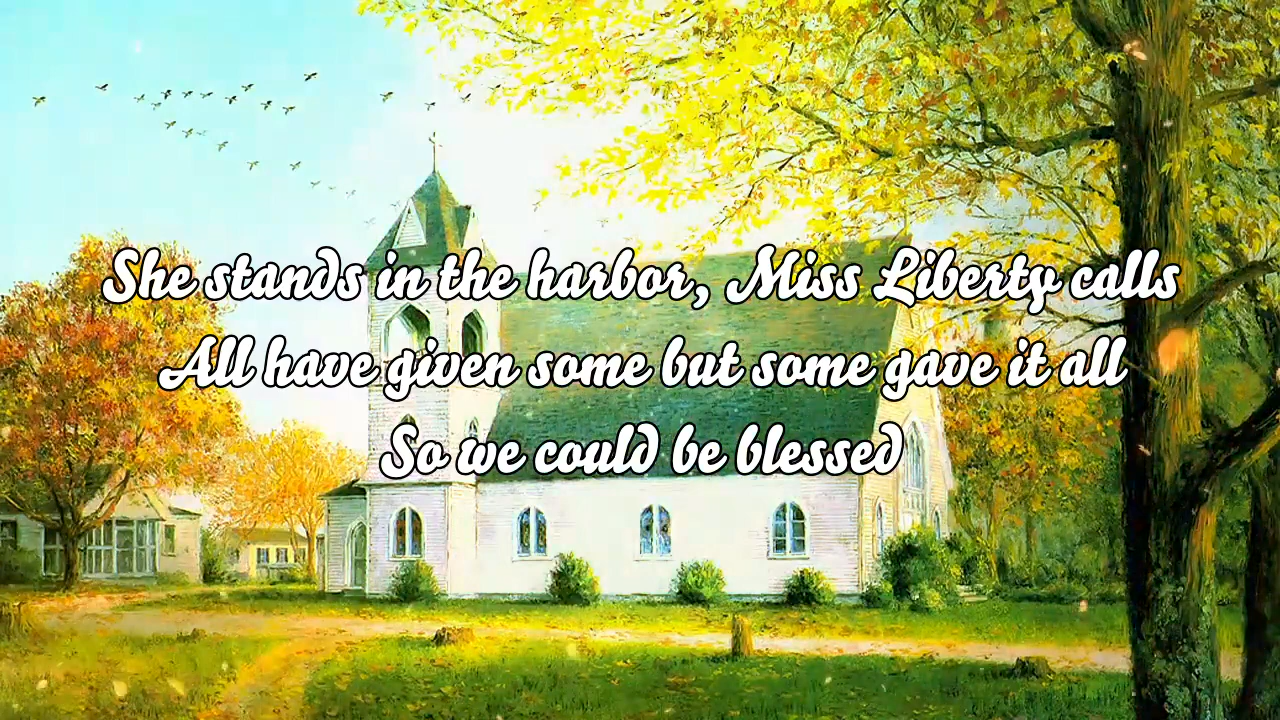 She stands in the harbor, Miss Liberty calls
All have given some but some gave it all
So we could be blessed